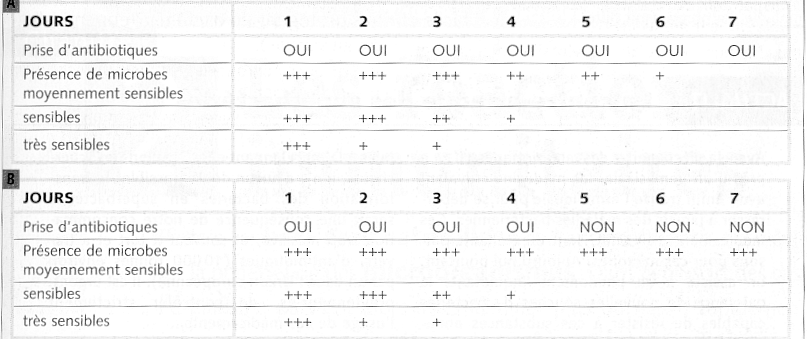 A
JOURS 1 2 3 4 5 6 7
Prise d'antibiotiques OUI OUI OUI OUI OUI OUI OUI
Présence de microbes +++ +++ +++ ++ ++ +
moyennement sensibles
sensibles +++ +++ ++ +
très sensibles +++ + +
B
JOURS 1 2 3 4 5 6 7
Prise d'antibiotiques OUI OUI OUI OUI NON NON NON
Présence de microbes +++ +++ +++ +++ +++ +++ +++
moyennement sensibles
sensibles +++ +++ ++ +
très sensibles +++ + +